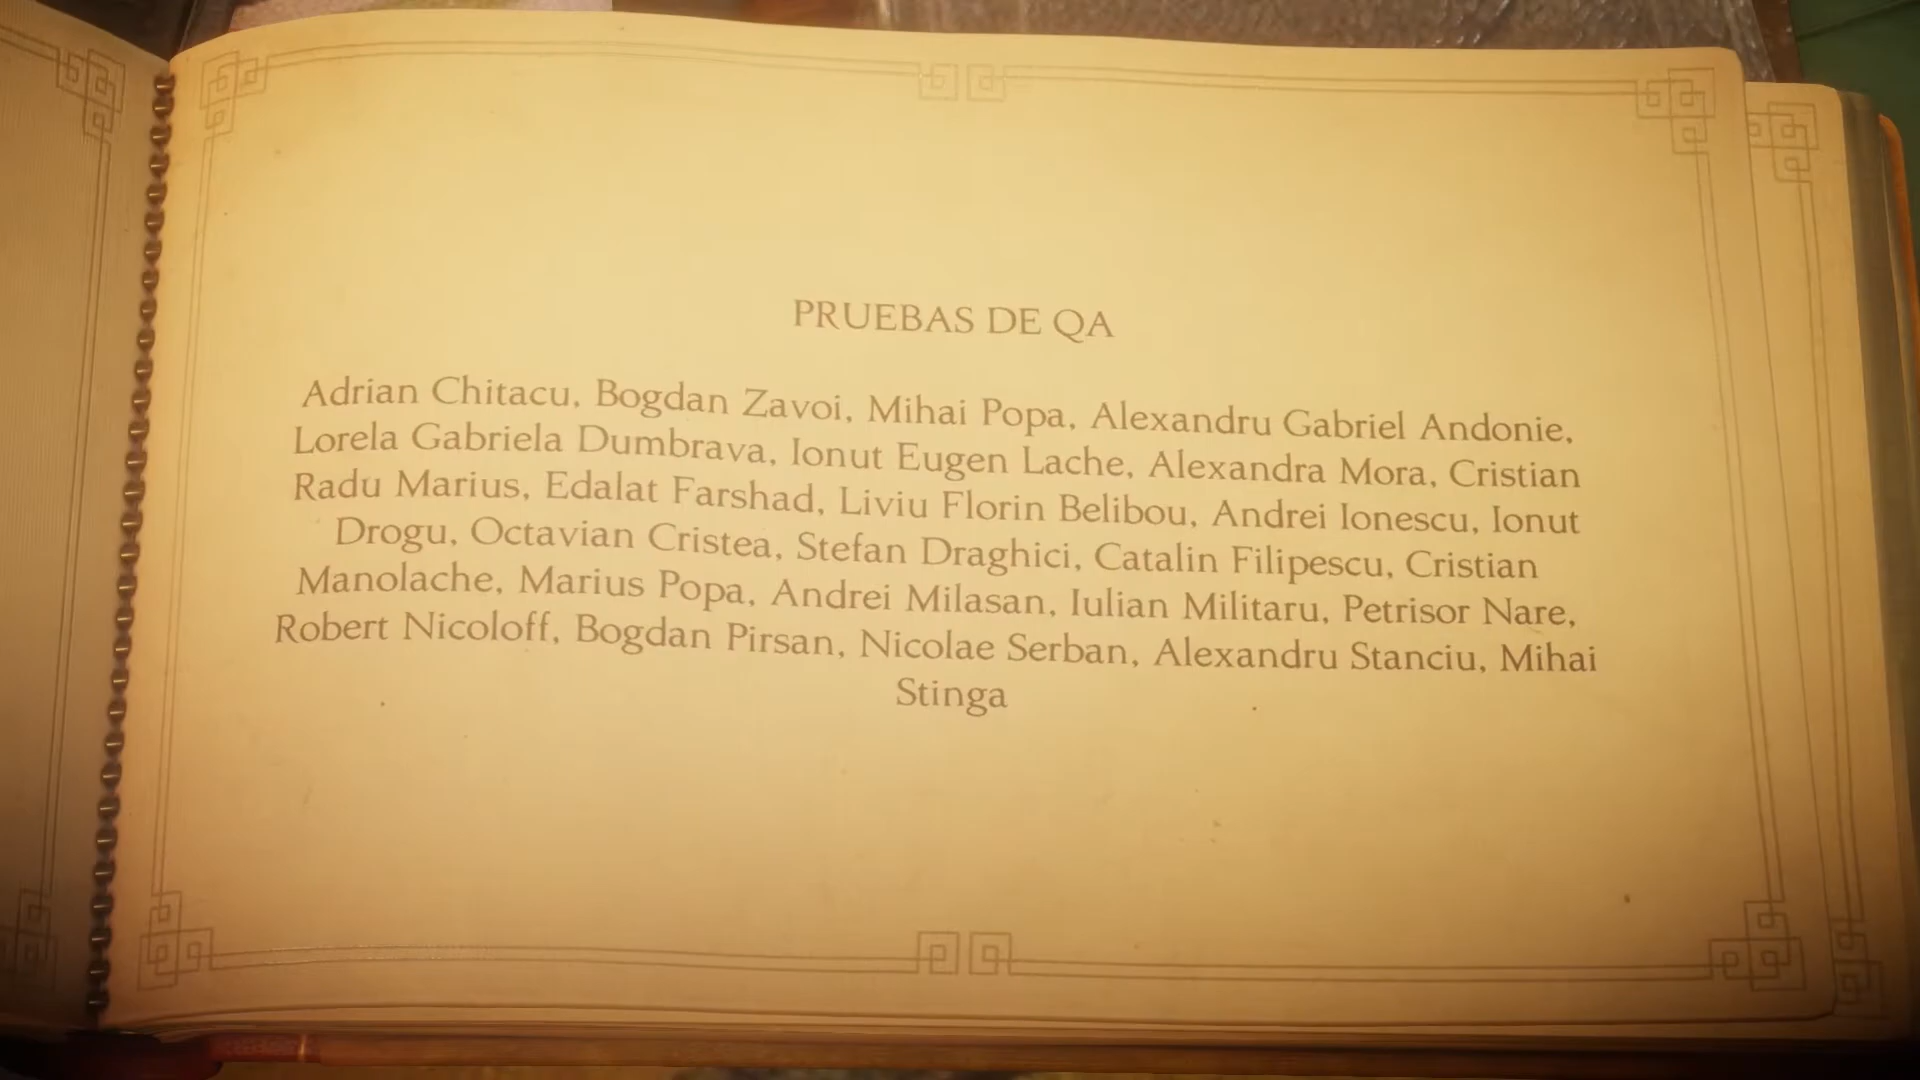 PRUEBAS DE QA
Adrian Chitacu, Bogdan Zavoi, Mihai Popa, Alexandru Gabriel Andonie,
Lorela Gabriela Dumbrava, Ionut Eugen Lache, Alexandra Mora, Cristian
Radu Marius, Edalat Farshad, Liviu Florin Belibou, Andrei Ionescu, Ionut
Drogu, Octavian Cristea, Stefan Draghici, Catalin Filipescu, Cristian
Manolache, Marius Popa, Andrei Milasan, Iulian Militaru, Petrisor Nare,
Robert Nicoloff, Bogdan Pirsan, Nicolae Serban, Alexandru Stanciu, Mihai
Stinga